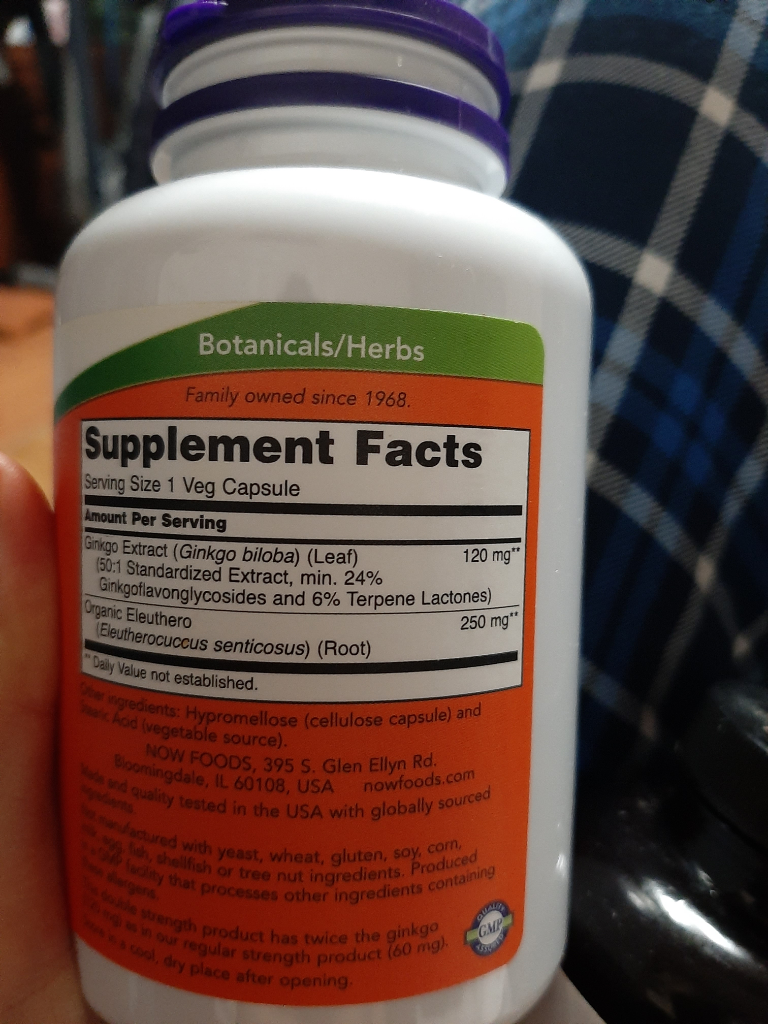 Botanicals/Herbs
Family owned since 1968.
Supplement Facts
Serving Size 1 Veg Capsule
Amount Per Serving
Ginkgo Extract (Ginkgo biloba) (Leaf) 120 mg**
(50:1 Standardized Extract, min. 24%
Ginkgoflavonglycosides and 6% Terpene Lactones)
Organic Eleuthero 250 mg**
(Eleutherococcus senticosus) (Root)
** Daily Value not established.
Other ingredients: Hypromellose (cellulose capsule) and
Stearic Acid (vegetable source).
NOW FOODS, 395 S. Glen Ellyn Rd.
Bloomingdale, IL 60108, USA nowfoods.com
Made and quality tested in the USA with globally sourced
ingredients.
Not manufactured with yeast, wheat, gluten, soy, corn,
milk, egg, fish, shellfish or tree nut ingredients. Produced
in a GMP facility that processes other ingredients containing
these allergens.
This double strength product has twice the ginkgo
(120 mg) as in our regular strength product (60 mg).
Store in a cool, dry place after opening.
QUALITY
GMP